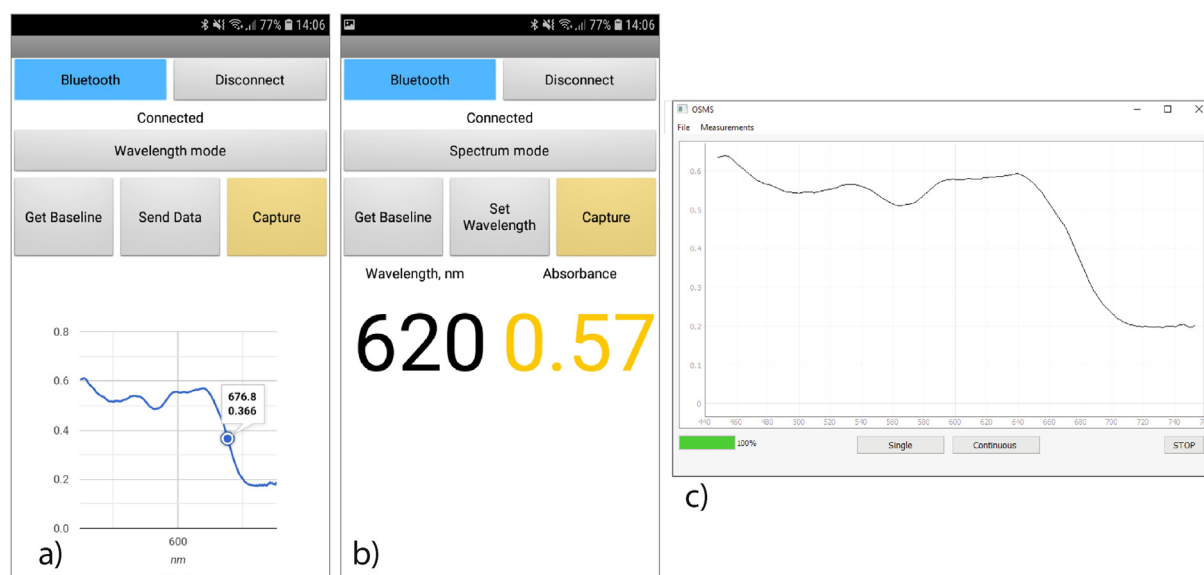 77% 14:06
Bluetooth
Disconnect
Connected
Wavelength mode
Get Baseline
Send Data
Capture
0.8
0.6
0.4
0.2
0.0
676.8
0.366
600
nm
a)
77% 14:06
Bluetooth
Disconnect
Connected
Spectrum mode
Get Baseline
Set
Wavelength
Capture
Wavelength, nm
Absorbance
620
0.57
b)
OSMS
File Measurements
0.6
0.5
0.4
0.3
0.2
0.1
0
440 460 480 500 520 540 560 580 600 620 640 660 680 700 720 740
100%
Single
Continuous
STOP
c)